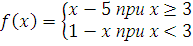 f(x) = { x − 5 при x ≥ 3
1 − x при x < 3